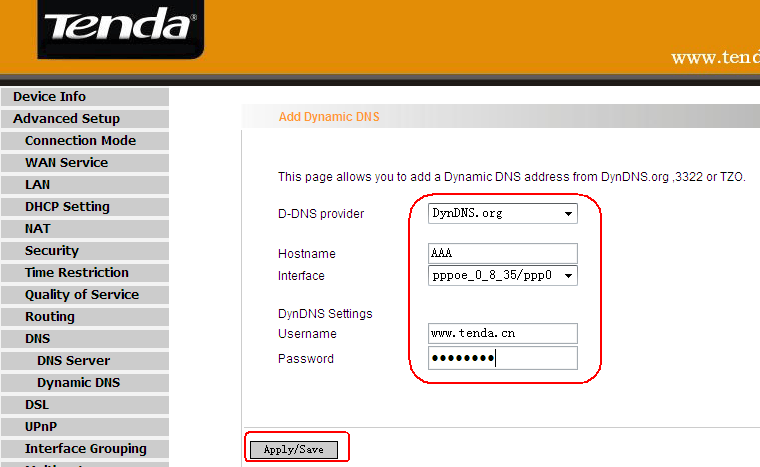 Tenda®
www.tend
Device Info
Advanced Setup
Connection Mode
WAN Service
LAN
DHCP Setting
NAT
Security
Time Restriction
Quality of Service
Routing
DNS
DNS Server
Dynamic DNS
DSL
UPnP
Interface Grouping
Add Dynamic DNS
This page allows you to add a Dynamic DNS address from DynDNS.org ,3322 or TZO.
D-DNS provider DynDNS.org
Hostname AAA
Interface pppoe_0_8_35/ppp0
DynDNS Settings
Username www.tenda.cn
Password ●●●●●●●●
Apply/Save